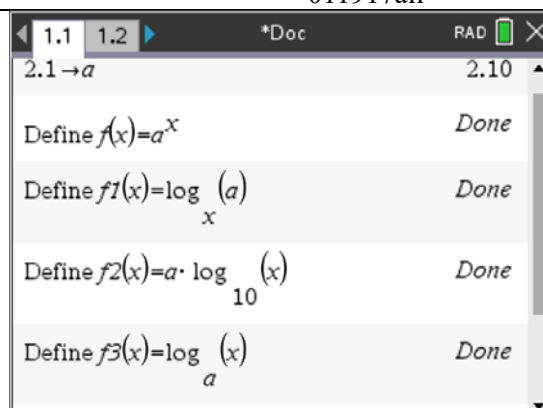 011917aii
1.1 1.2 *Doc RAD
2.1→a 2.10
Define f(x)=a^x Done
Define f1(x)=log_x(a) Done
Define f2(x)=a·log_10(x) Done
Define f3(x)=log_a(x) Done